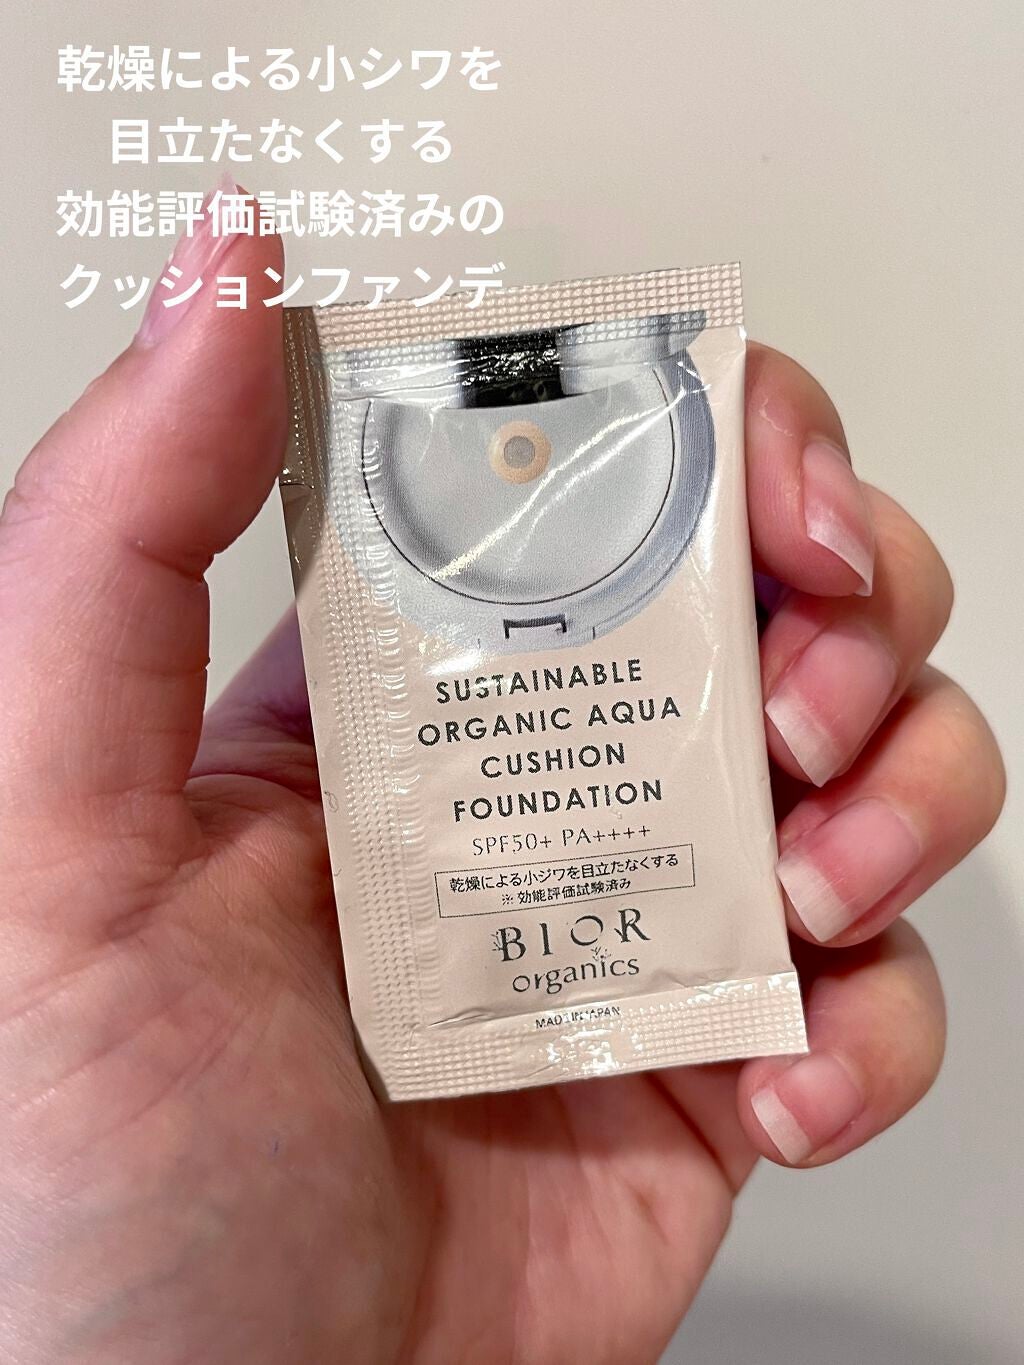 乾燥による小シワを
目立たなくする
効能評価試験済みの
クッションファンデ
SUSTAINABLE
ORGANIC AQUA
CUSHION
FOUNDATION
SPF50+ PA++++
乾燥による小ジワを目立たなくする
※ 効能評価試験済み
BIOR
organics
MADE IN JAPAN